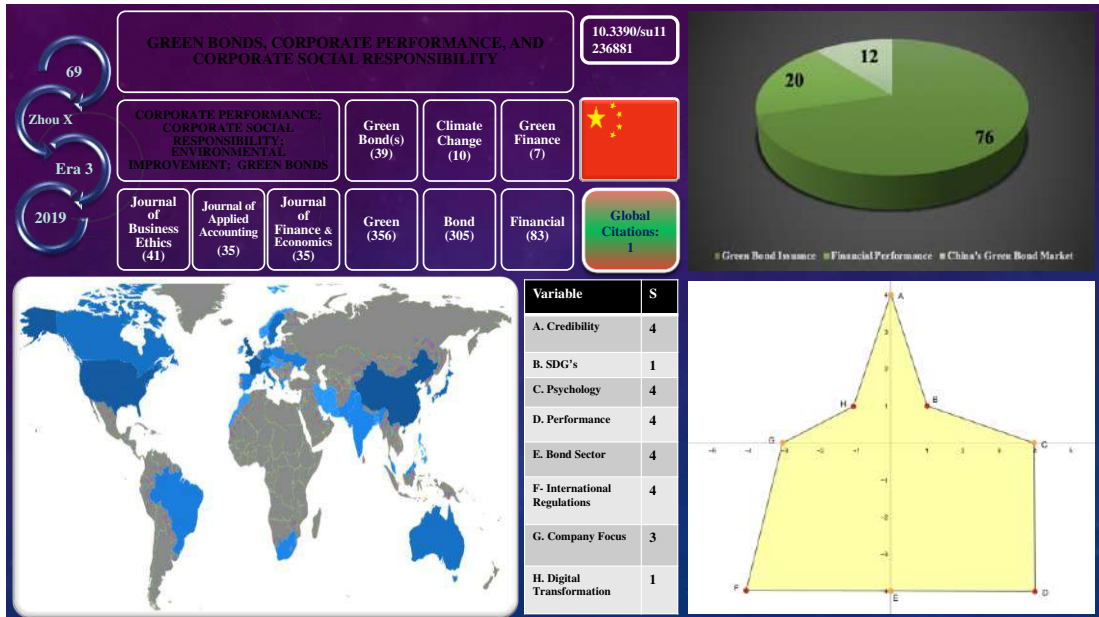 69
Zhou X
Era 3
2019
GREEN BONDS, CORPORATE PERFORMANCE, AND
CORPORATE SOCIAL RESPONSIBILITY
10.3390/su11
236881
CORPORATE PERFORMANCE;
CORPORATE SOCIAL
RESPONSIBILITY;
ENVIRONMENTAL
IMPROVEMENT; GREEN BONDS
Green
Bond(s)
(39)
Climate
Change
(10)
Green
Finance
(7)
Journal
of
Business
Ethics
(41)
Journal of
Applied
Accounting
(35)
Journal
of
Finance &
Economics
(35)
Green
(356)
Bond
(305)
Financial
(83)
Global
Citations:
1
12
20
76
Green Bond Issuance Financial Performance China's Green Bond Market
Variable S
A. Credibility 4
B. SDG's 1
C. Psychology 4
D. Performance 4
E. Bond Sector 4
F- International
Regulations 4
G. Company Focus 3
H. Digital
Transformation 1
A
B
C
D
E
F
G
H